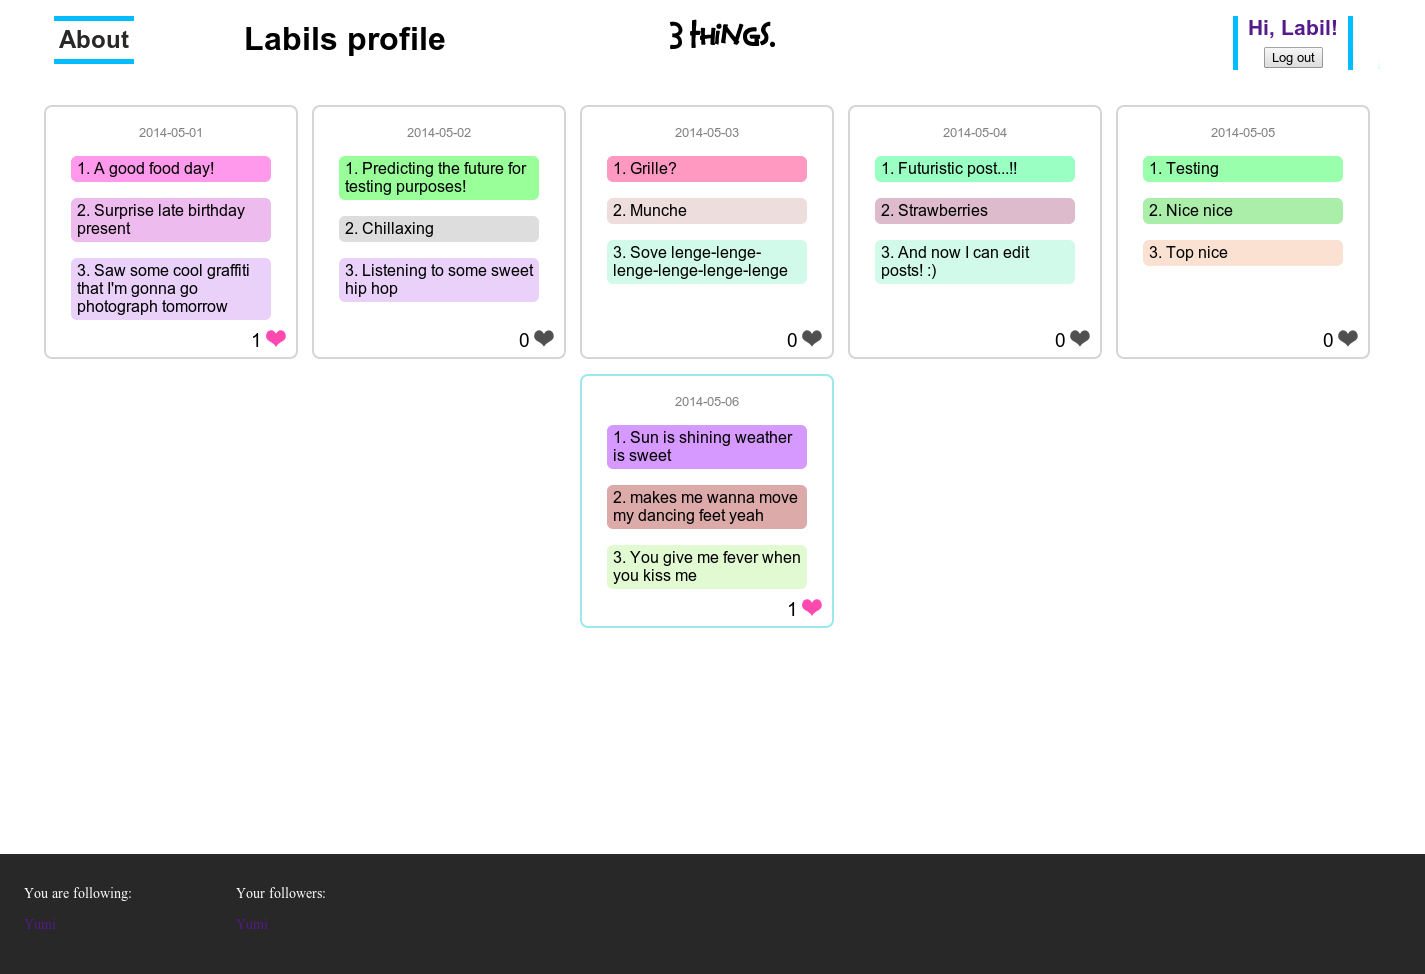 About
Labils profile
3 THiNGS.
Hi, Labil!
Log out
2014-05-01
1. A good food day!
2. Surprise late birthday
present
3. Saw some cool graffiti
that I'm gonna go
photograph tomorrow
1 ❤
2014-05-02
1. Predicting the future for
testing purposes!
2. Chillaxing
3. Listening to some sweet
hip hop
0 ❤
2014-05-03
1. Grille?
2. Munche
3. Sove lenge-lenge-
lenge-lenge-lenge-lenge
0 ❤
2014-05-04
1. Futuristic post...!!
2. Strawberries
3. And now I can edit
posts! :)
0 ❤
2014-05-05
1. Testing
2. Nice nice
3. Top nice
0 ❤
2014-05-06
1. Sun is shining weather
is sweet
2. makes me wanna move
my dancing feet yeah
3. You give me fever when
you kiss me
1 ❤
You are following:
Yumi
Your followers:
Yumi